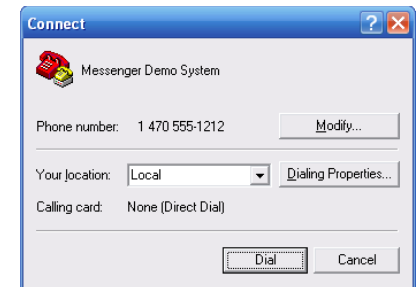 Connect
Messenger Demo System
Phone number: 1 470 555-1212 Modify...
Your location: Local Dialing Properties...
Calling card: None (Direct Dial)
Dial Cancel